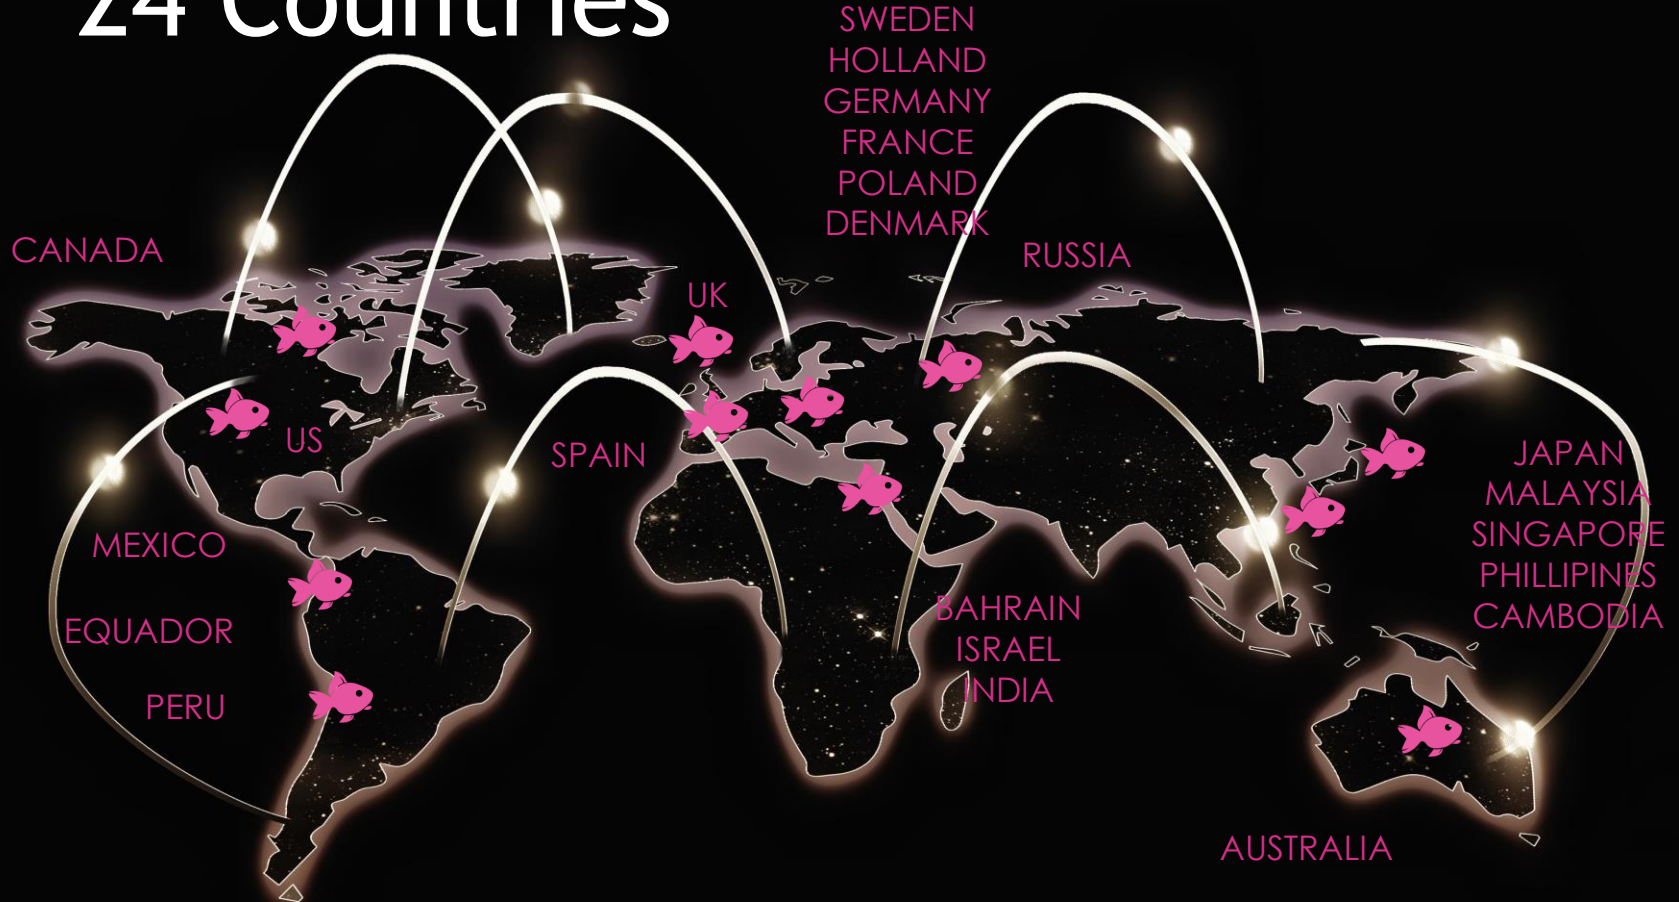 24 Countries
SWEDEN
HOLLAND
GERMANY
FRANCE
POLAND
DENMARK
CANADA
RUSSIA
UK
US
SPAIN
JAPAN
MALAYSIA
SINGAPORE
PHILLIPINES
CAMBODIA
MEXICO
EQUADOR
PERU
BAHRAIN
ISRAEL
INDIA
AUSTRALIA